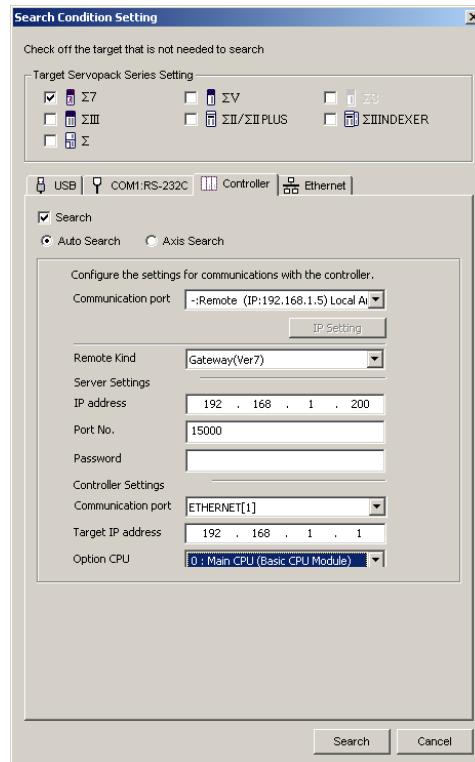 Search Condition Setting
Check off the target that is not needed to search
Target Servopack Series Setting
Σ7 ΣV Σ8
ΣIII ΣII/ΣIIPLUS ΣIIINDEXER
Σ
USB COM1:RS-232C Controller Ethernet
Search
Auto Search Axis Search
Configure the settings for communications with the controller.
Communication port -:Remote (IP:192.168.1.5) Local
IP Setting
Remote Kind Gateway(Ver7)
Server Settings
IP address 192 . 168 . 1 . 200
Port No. 15000
Password
Controller Settings
Communication port ETHERNET[1]
Target IP address 192 . 168 . 1 . 1
Option CPU 0 : Main CPU (Basic CPU Module)
Search Cancel